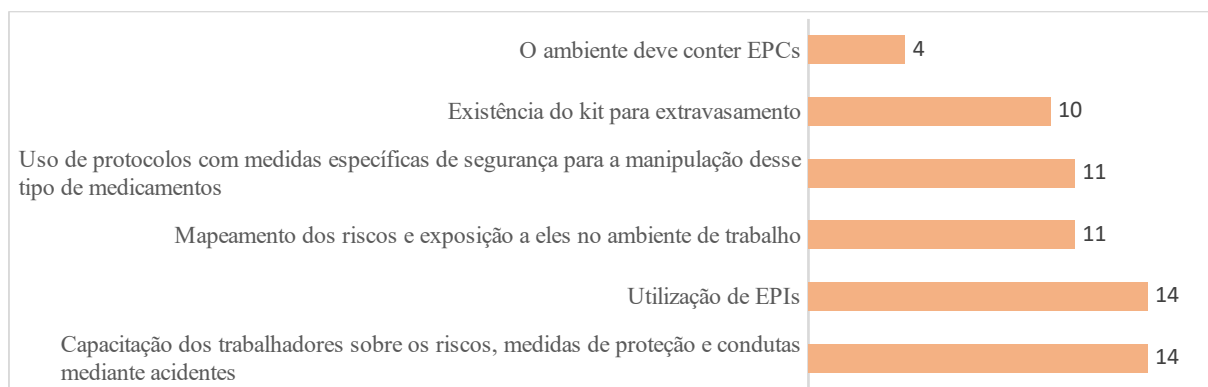 O ambiente deve conter EPCs
4
Existência do kit para extravasamento
10
Uso de protocolos com medidas específicas de segurança para a manipulação desse
tipo de medicamentos
11
Mapeamento dos riscos e exposição a eles no ambiente de trabalho
11
Utilização de EPIs
14
Capacitação dos trabalhadores sobre os riscos, medidas de proteção e condutas
mediante acidentes
14